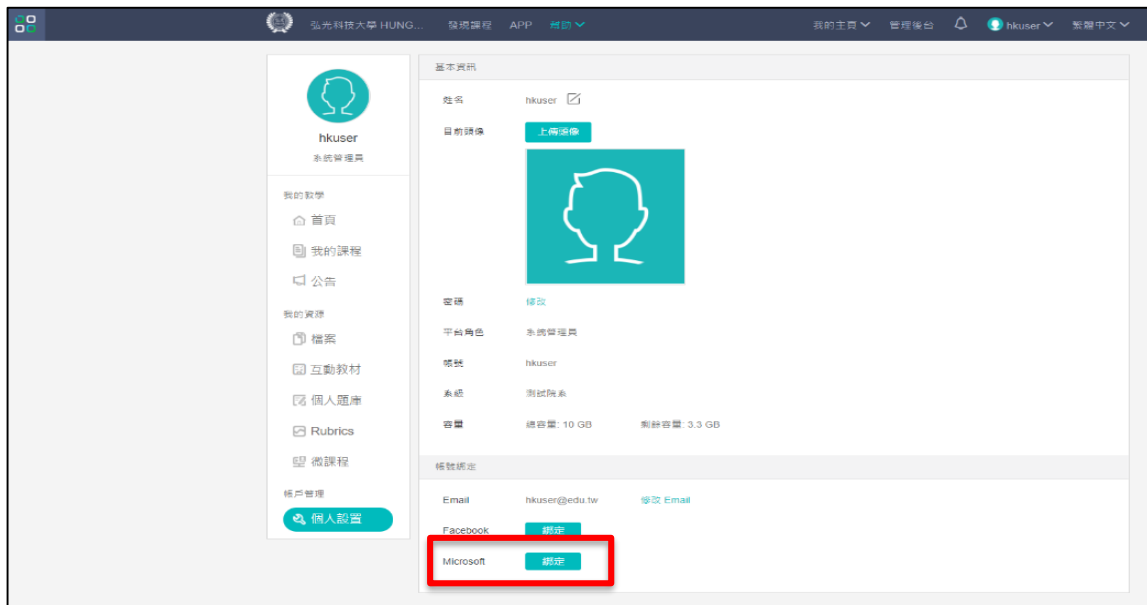 弘光科技大學 HUNG... 發現課程 APP 幫助 我的主頁 管理後台 hkuser 繁體中文
hkuser
系統管理員
我的教學
首頁
我的課程
公告
我的資源
檔案
互動教材
個人題庫
Rubrics
微課程
帳戶管理
個人設置
基本資訊
姓名 hkuser
目前頭像 上傳頭像
密碼 修改
平台角色 系統管理員
帳號 hkuser
系級 測試院系
容量 總容量: 10 GB 剩餘容量: 3.3 GB
帳號綁定
Email hkuser@edu.tw 修改 Email
Facebook 綁定
Microsoft 綁定